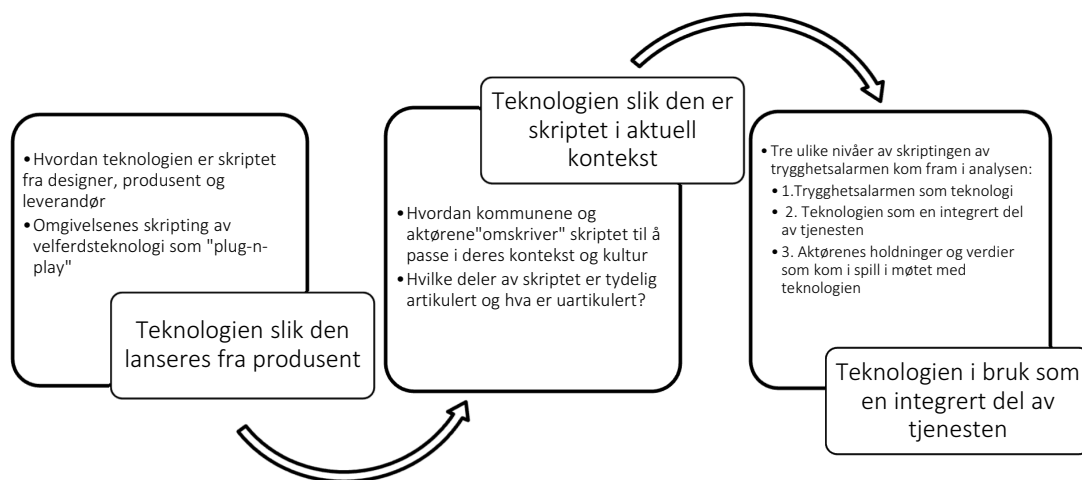 •Hvordan teknologien er skriptet
fra designer, produsent og
leverandør
•Omgivelsenes skripting av
velferdsteknologi som "plug-n-
play"
Teknologien slik den
lanseres fra produsent
Teknologien slik den er
skriptet i aktuell
kontekst
•Hvordan kommunene og
aktørene"omskriver" skriptet til å
passe i deres kontekst og kultur
•Hvilke deler av skriptet er tydelig
artikulert og hva er uartikulert?
•Tre ulike nivåer av skriptingen av
trygghetsalarmen kom fram i analysen:
•1.Trygghetsalarmen som teknologi
•2. Teknologien som en integrert del
av tjenesten
•3. Aktørenes holdninger og verdier
som kom i spill i møtet med
teknologien
Teknologien i bruk som
en integrert del av
tjenesten